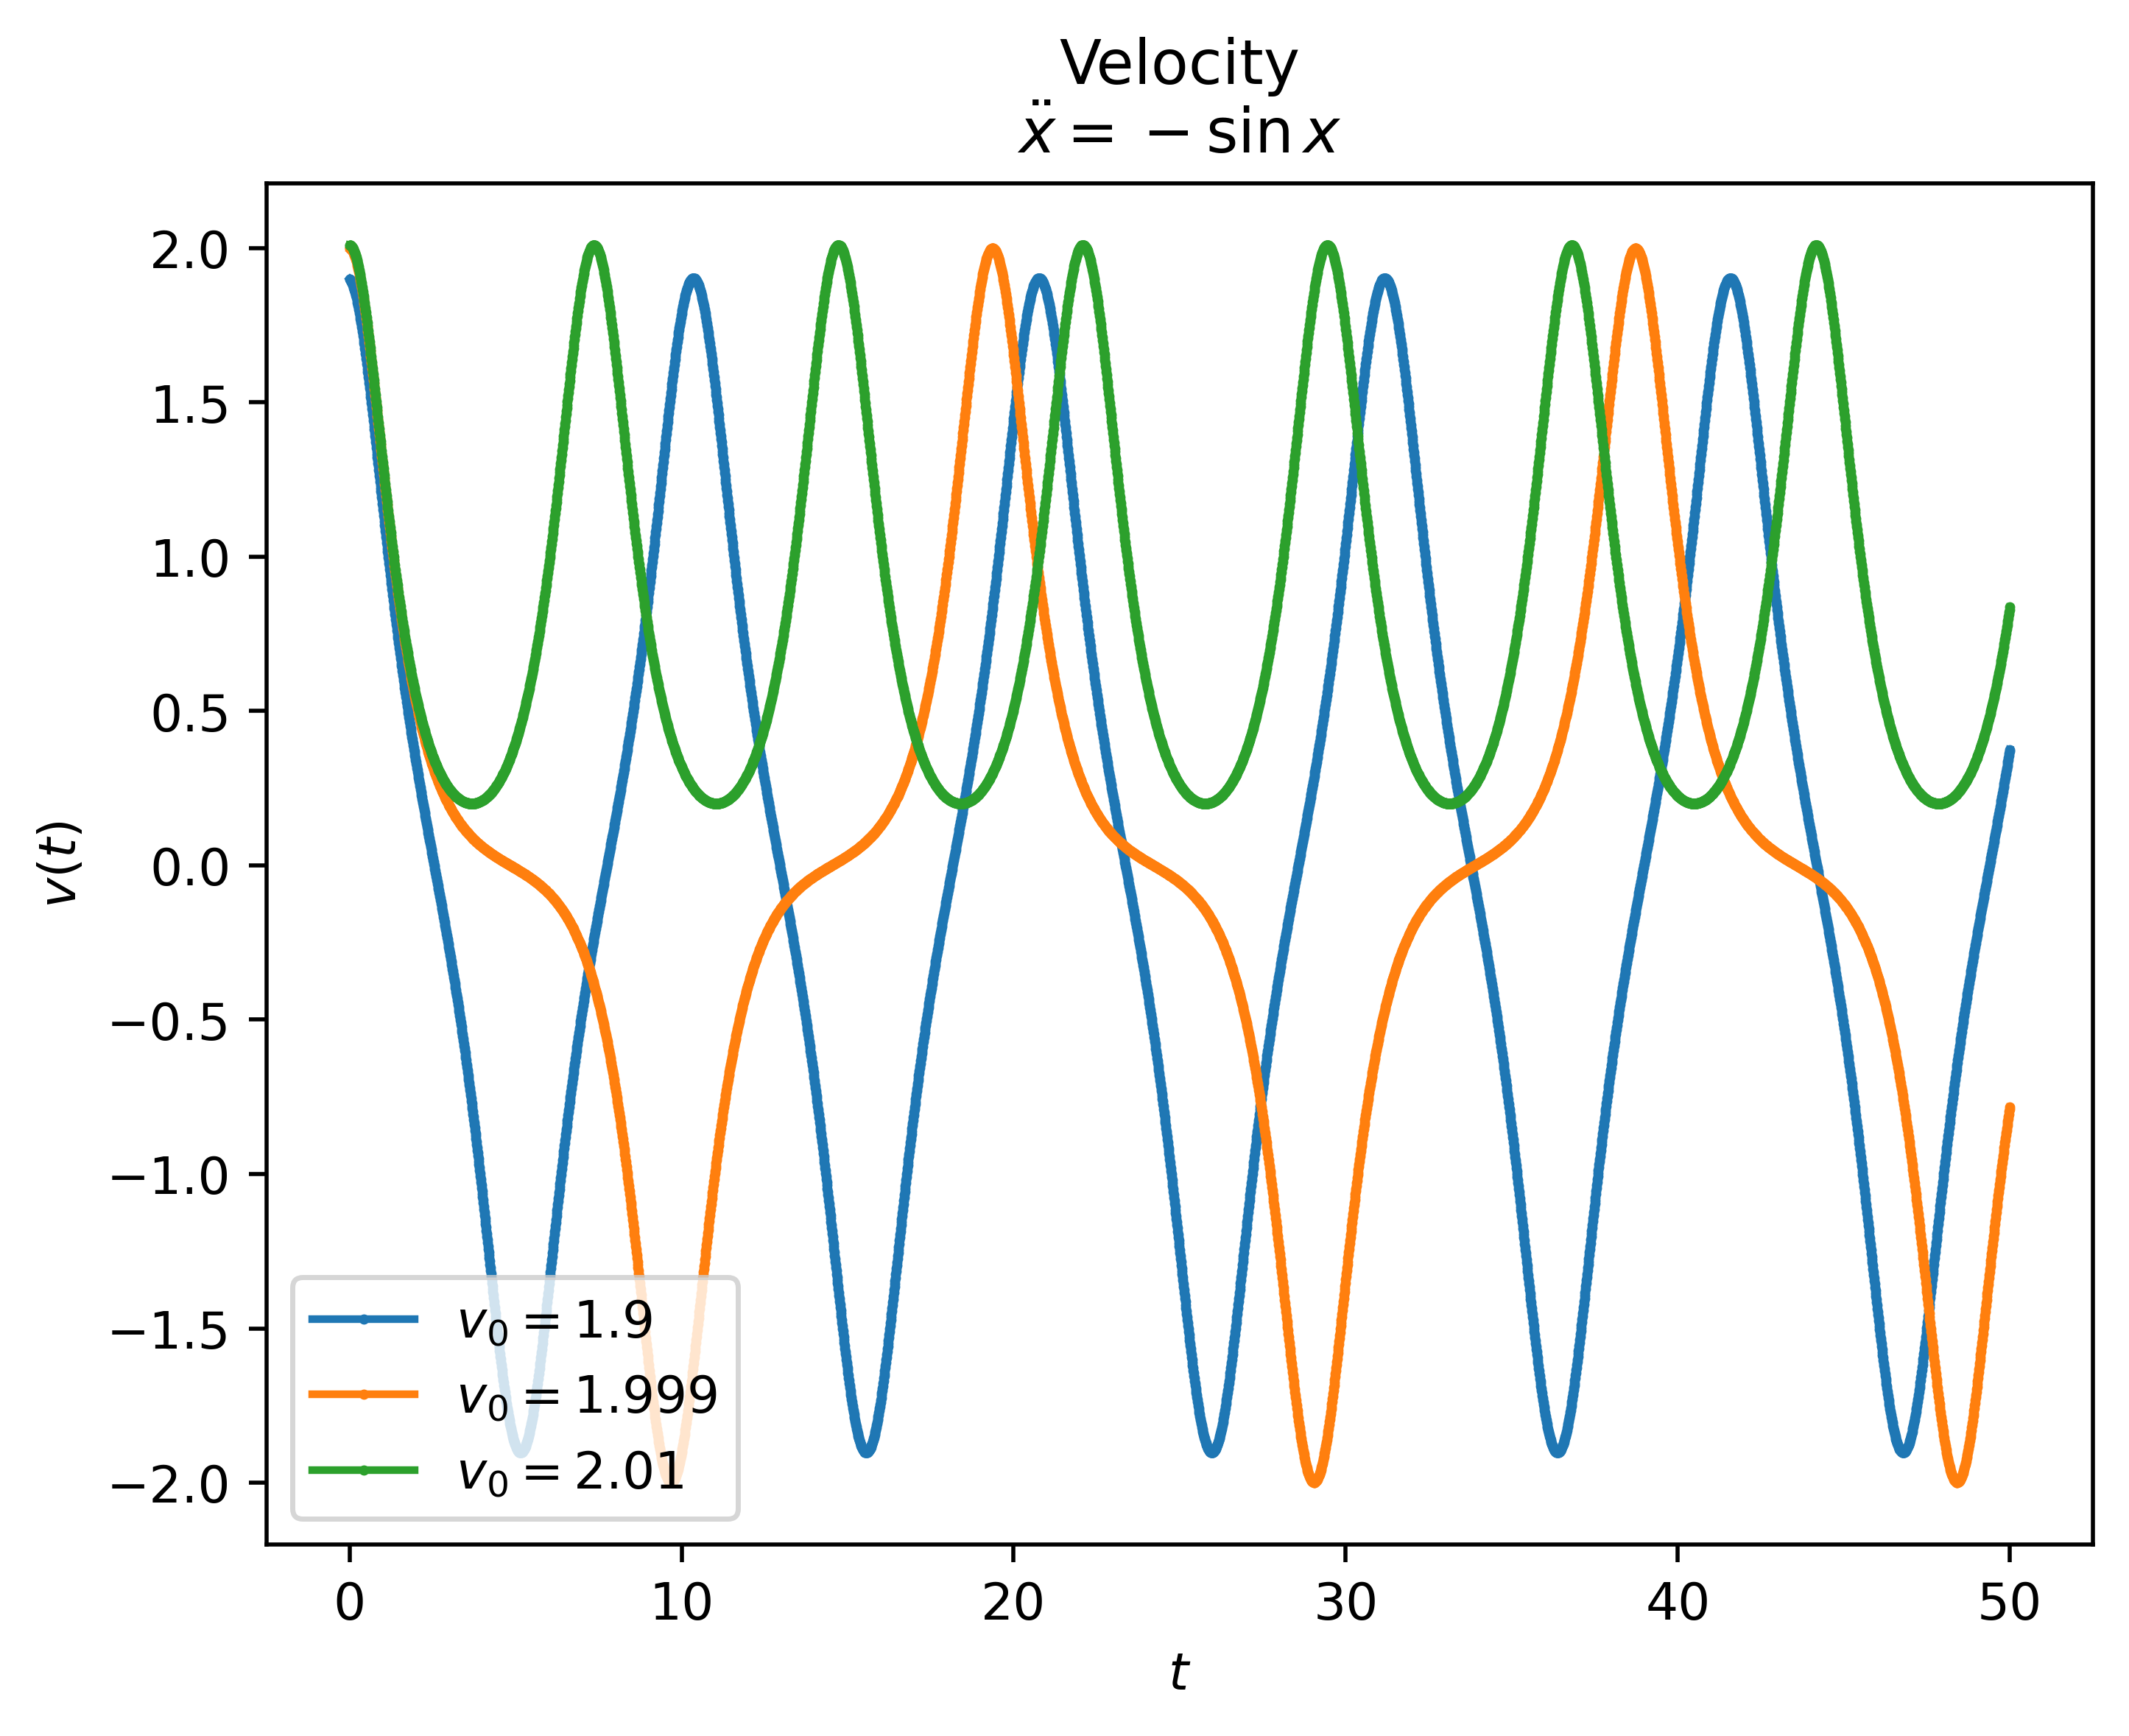 Velocity
ẍ = − sin x
2.0
1.5
1.0
0.5
0.0
−0.5
−1.0
−1.5
−2.0
v(t)
v₀ = 1.9
v₀ = 1.999
v₀ = 2.01
0 10 20 30 40 50
t